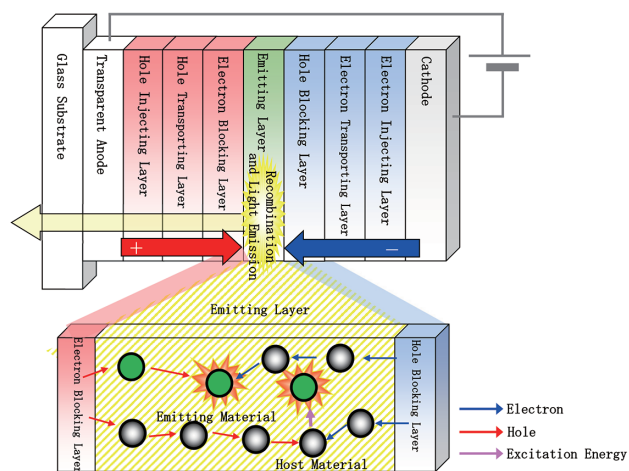 Glass Substrate
Transparent Anode
Hole Injecting Layer
Hole Transporting Layer
Electron Blocking Layer
Emitting Layer
Recombination
and Light Emission
Hole Blocking Layer
Electron Transporting Layer
Electron Injecting Layer
Cathode
+
−
Emitting Layer
Electron Blocking Layer
Hole Blocking Layer
Emitting Material
Host Material
Electron
Hole
Excitation Energy